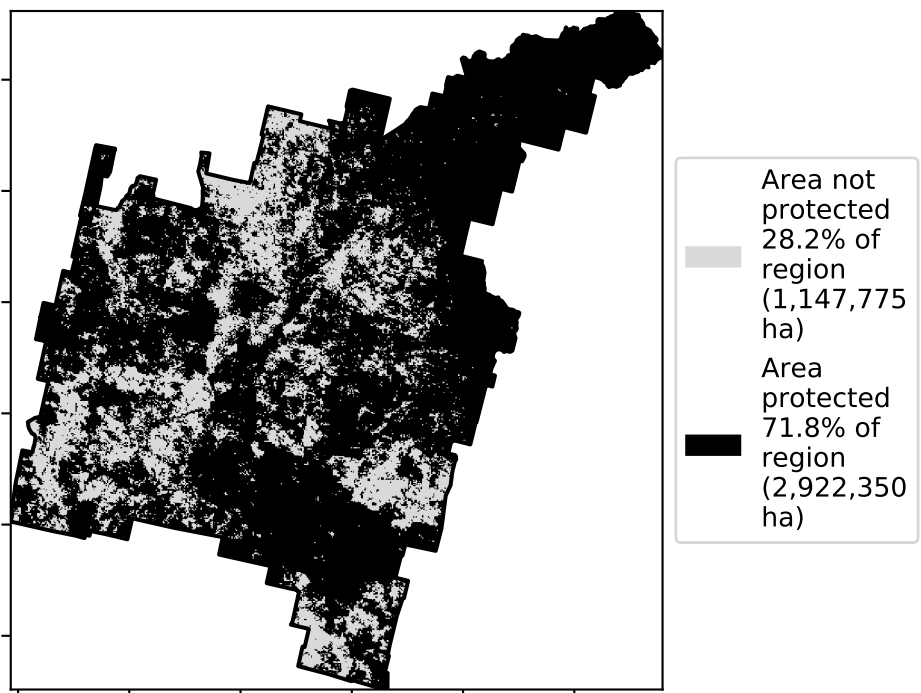 Area not
protected
28.2% of
region
(1,147,775
ha)
Area
protected
71.8% of
region
(2,922,350
ha)